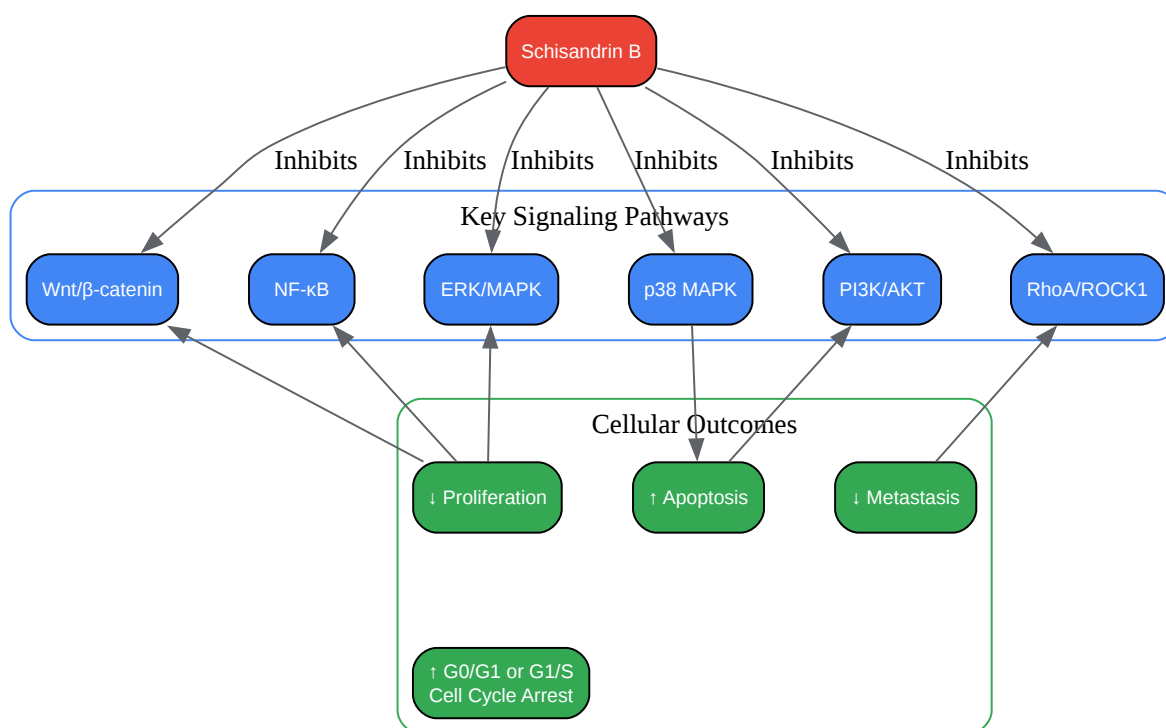 Schisandrin B
Inhibits
Inhibits
Inhibits
Inhibits
Inhibits
Inhibits
Key Signaling Pathways
Wnt/β-catenin
NF-κB
ERK/MAPK
p38 MAPK
PI3K/AKT
RhoA/ROCK1
Cellular Outcomes
↓ Proliferation
↑ Apoptosis
↓ Metastasis
↑ G0/G1 or G1/S
Cell Cycle Arrest